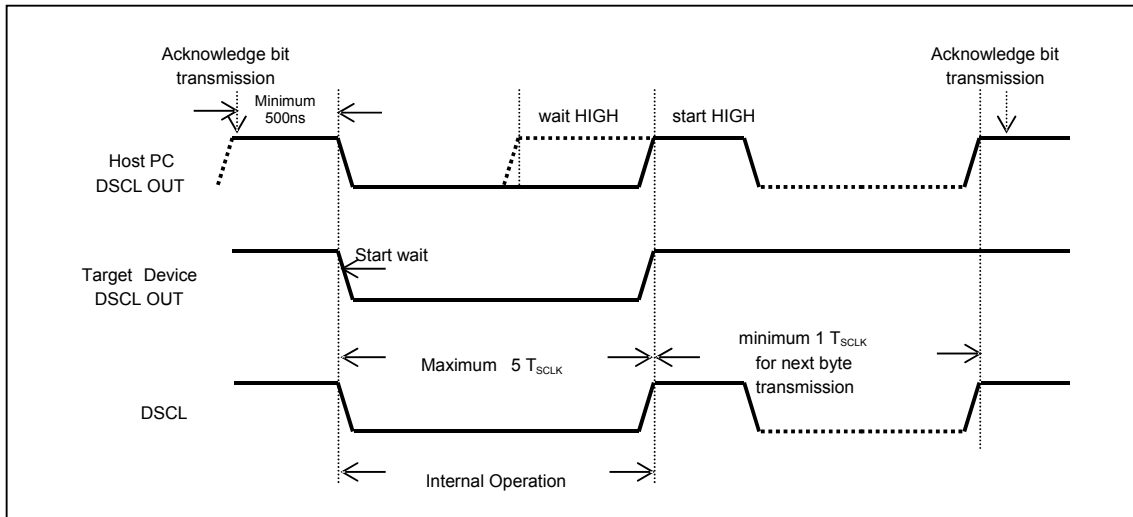 Acknowledge bit
transmission
Acknowledge bit
transmission
Minimum
500ns
wait HIGH
start HIGH
Host PC
DSCL OUT
Start wait
Target Device
DSCL OUT
Maximum 5 TSCLK
minimum 1 TSCLK
for next byte
transmission
DSCL
Internal Operation